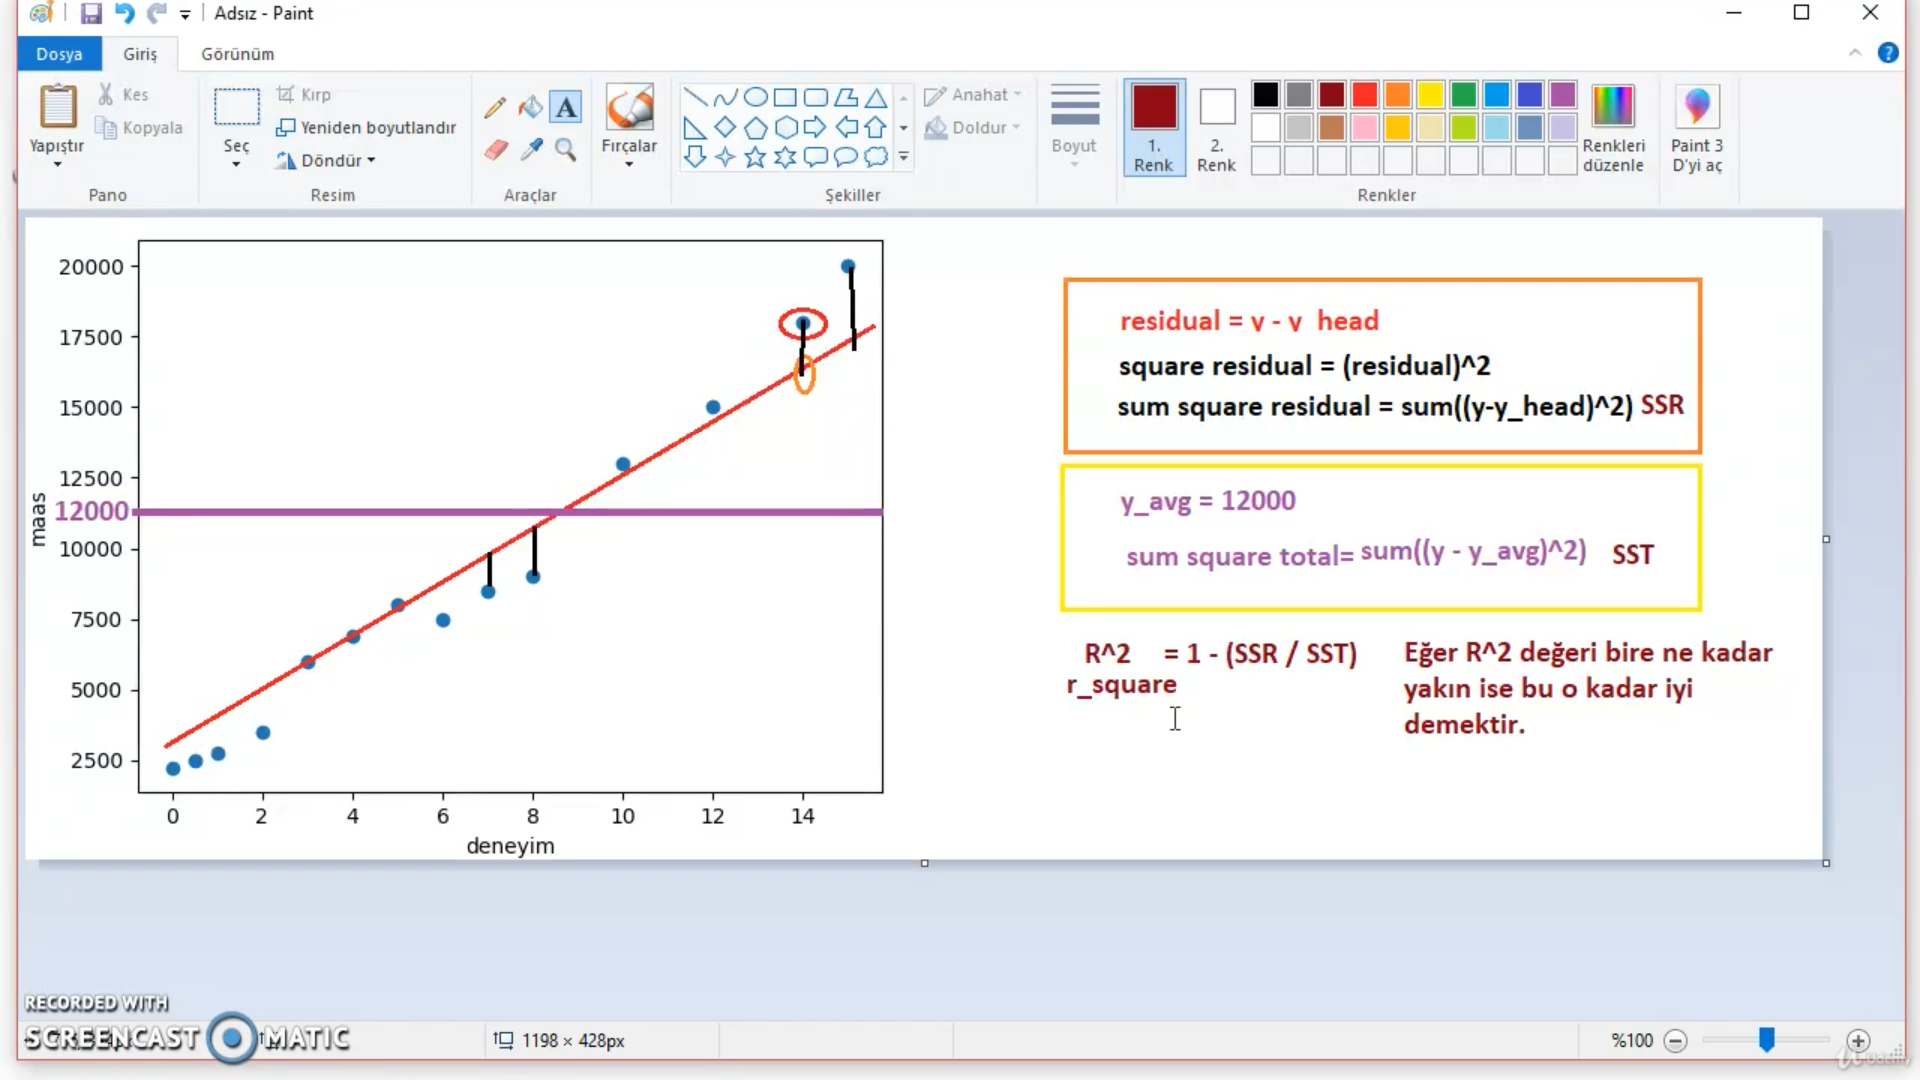 Adsız - Paint
Dosya
Giriş
Görünüm
Yapıştır
Kes
Kopyala
Pano
Seç
Kırp
Yeniden boyutlandır
Döndür
Resim
A
Araçlar
Fırçalar
Şekiller
Anahat
Doldur
Boyut
1.
Renk
2.
Renk
Renkler
Renkleri
düzenle
Paint 3
D'yi aç
20000
17500
15000
12500
12000
10000
7500
5000
2500
maas
0 2 4 6 8 10 12 14
deneyim
residual = y - y head
square residual = (residual)^2
sum square residual = sum((y-y_head)^2) SSR
y_avg = 12000
sum square total= sum((y - y_avg)^2) SST
R^2 = 1 - (SSR / SST)
r_square
Eğer R^2 değeri bire ne kadar
yakın ise bu o kadar iyi
demektir.
RECORDED WITH
SCREENCAST MATIC
1198 × 428px
%100
Udemy